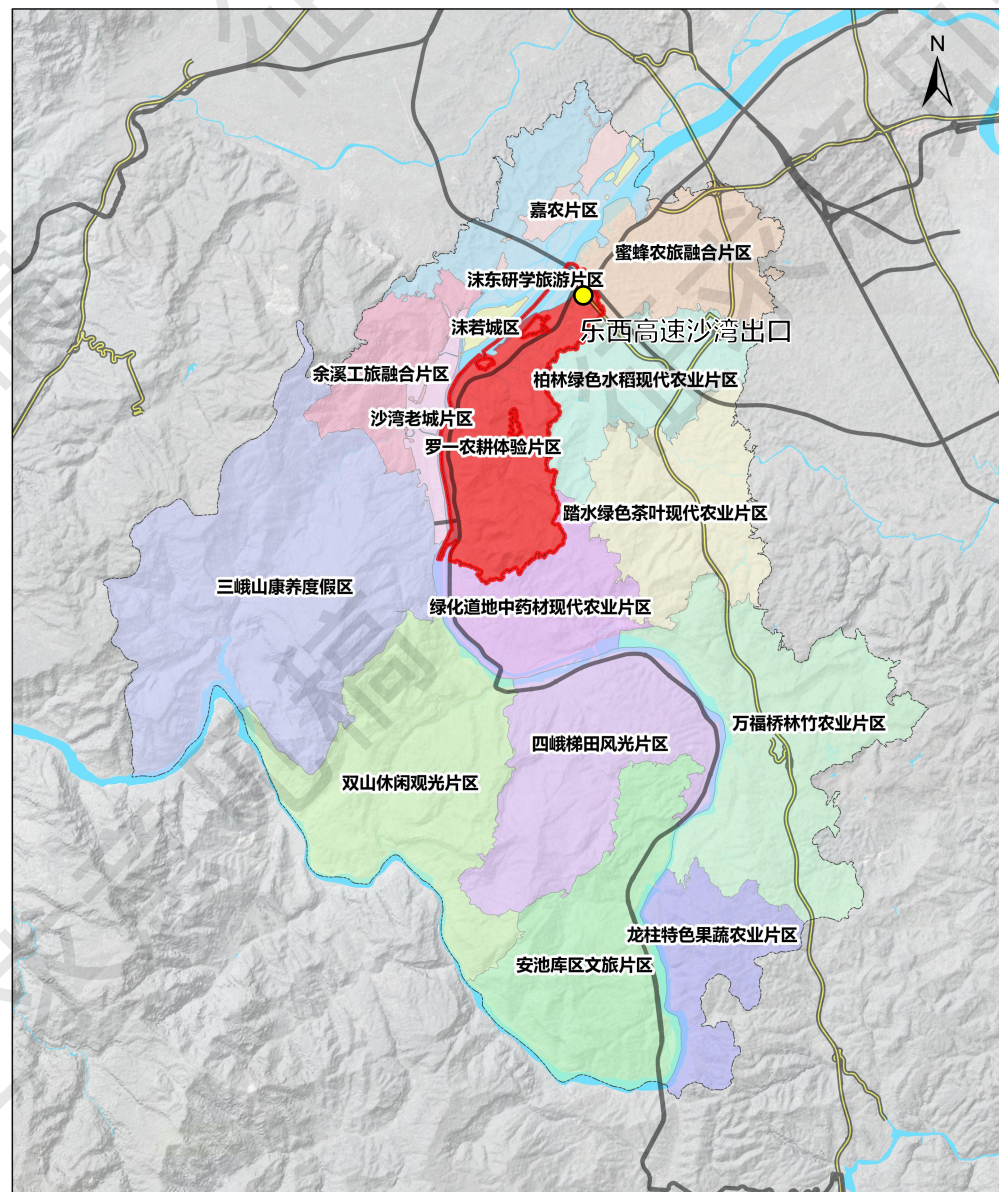 N
嘉农片区
蜜蜂农旅融合片区
沫东研学旅游片区
乐西高速沙湾出口
沫若城区
余溪工旅融合片区
柏林绿色水稻现代农业片区
沙湾老城片区
罗一农耕体验片区
踏水绿色茶叶现代农业片区
三峨山康养度假区
绿化道地中药材现代农业片区
万福桥林竹农业片区
四峨梯田风光片区
双山休闲观光片区
龙柱特色果蔬农业片区
安池库区文旅片区